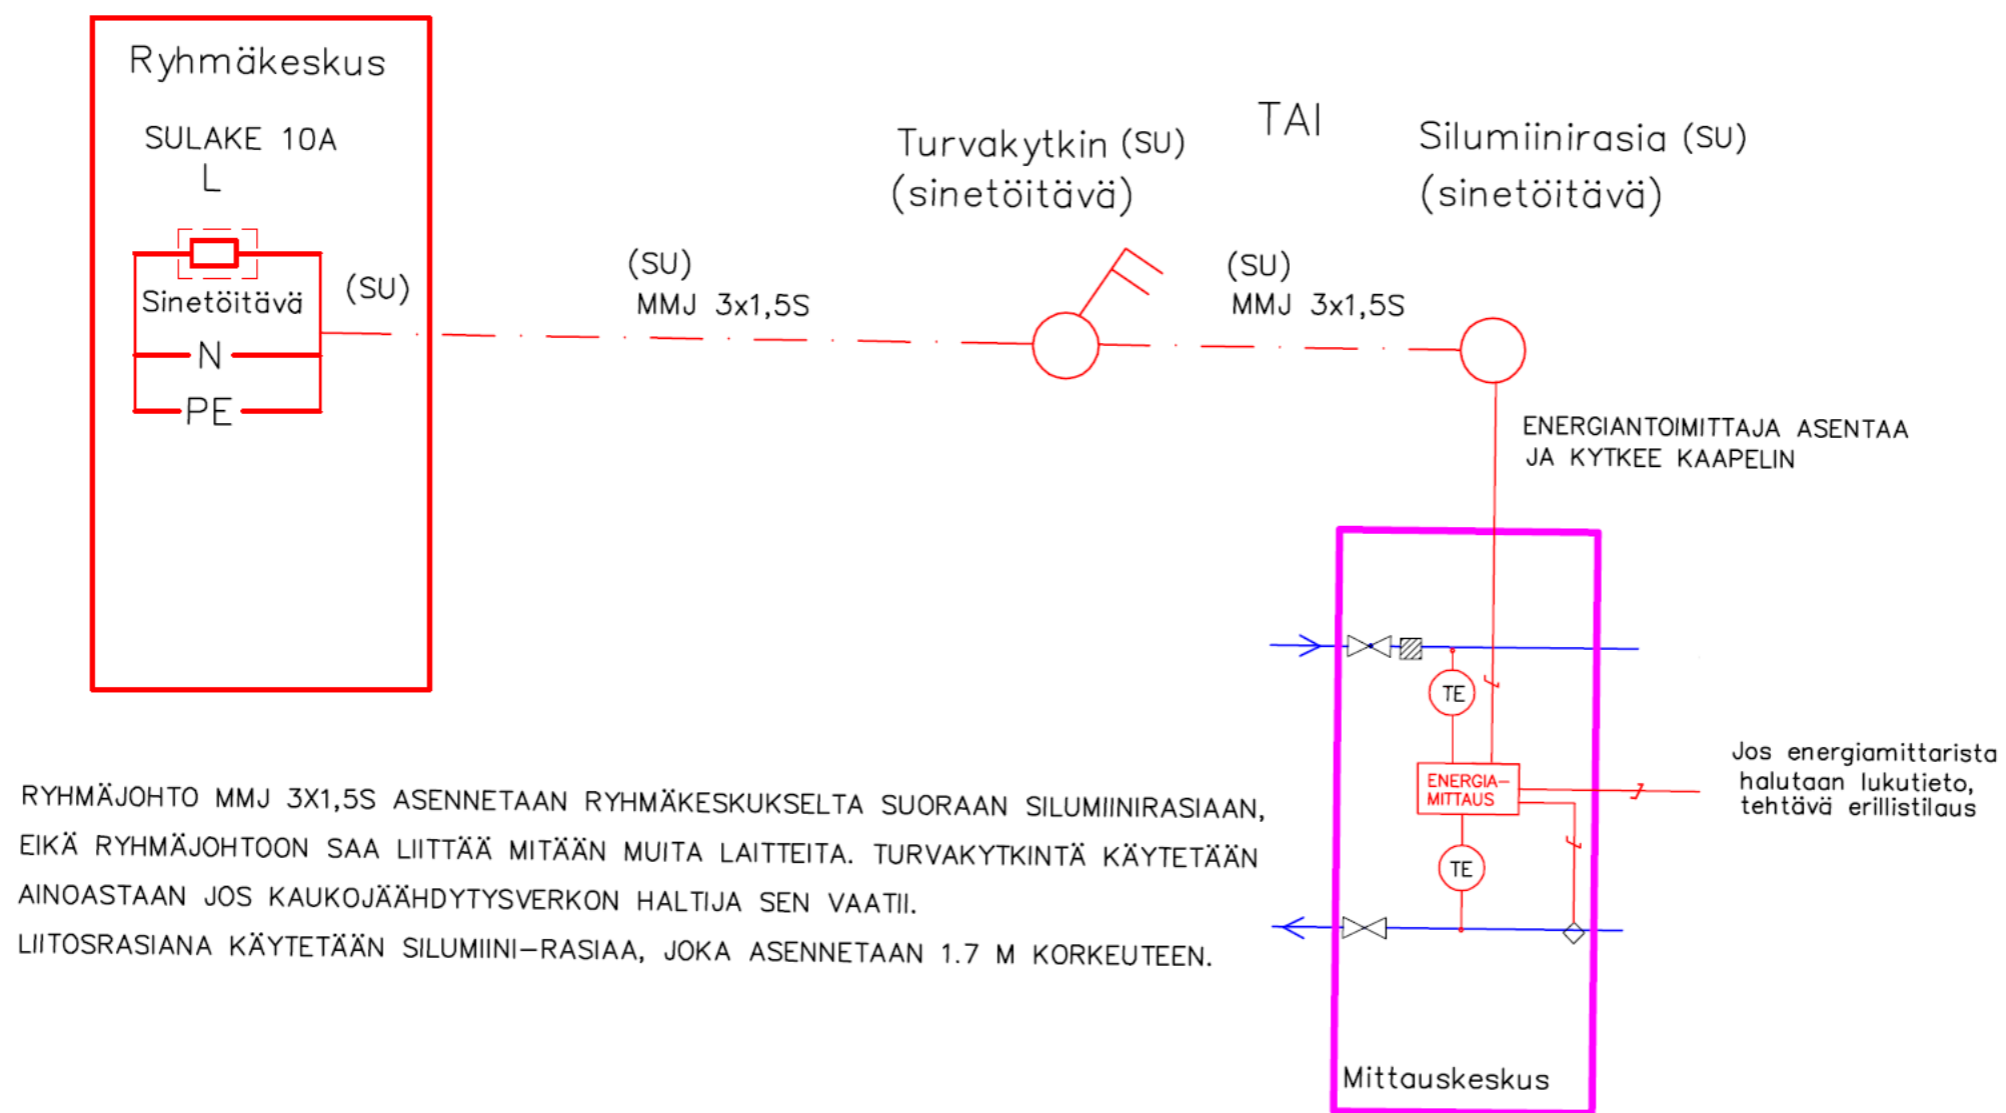 Ryhmäkeskus
SULAKE 10A
L
Sinetöitävä
N
PE
(SU)
(SU)
MMJ 3x1,5S
Turvakytkin (SU)
(sinetöitävä)
TAI
Silumiinirasia (SU)
(sinetöitävä)
(SU)
MMJ 3x1,5S
ENERGIANTOIMITTAJA ASENTAA
JA KYTKEE KAAPELIN
TE
ENERGIA-
MITTAUS
TE
Mittauskeskus
Jos energiamittarista
halutaan lukutieto,
tehtävä erillistilaus
RYHMÄJOHTO MMJ 3X1,5S ASENNETAAN RYHMÄKESKUKSELTA SUORAAN SILUMIINIRASIAAN,
EIKÄ RYHMÄJOHTOON SAA LIITTÄÄ MITÄÄN MUITA LAITTEITA. TURVAKYTKINTÄ KÄYTETÄÄN
AINOASTAAN JOS KAUKOJÄÄHDYTYSVERKON HALTIJA SEN VAATII.
LIITOSRASIANA KÄYTETÄÄN SILUMIINI-RASIAA, JOKA ASENNETAAN 1.7 M KORKEUTEEN.